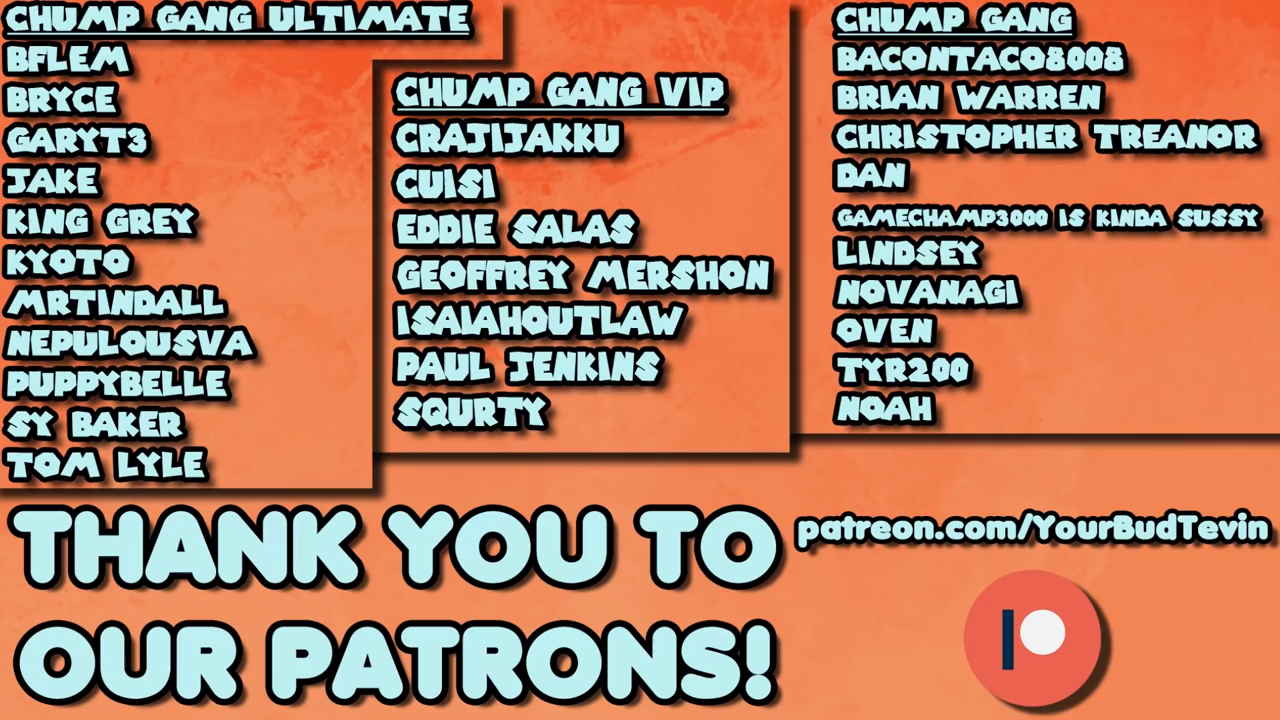 CHUMP GANG ULTIMATE
BFLEM
BRYCE
GARYT3
JAKE
KING GREY
KYOTO
MRTINDALL
NEPULOUSVA
PUPPYBELLE
SY BAKER
TOM LYLE
CHUMP GANG VIP
CRAJIJAKKU
CUISI
EDDIE SALAS
GEOFFREY MERSHON
ISAIAHOUTLAW
PAUL JENKINS
SQURTY
CHUMP GANG
BACONTACO8008
BRIAN WARREN
CHRISTOPHER TREANOR
DAN
GAMECHAMP3000 IS KINDA SUSSY
LINDSEY
NOVANAGI
OVEN
TYR200
NOAH
THANK YOU TO
OUR PATRONS!
patreon.com/YourBudTevin